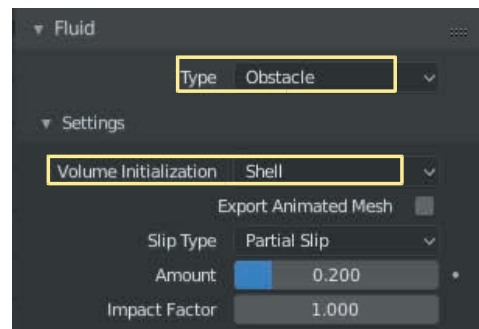 Fluid
Type Obstacle
Settings
Volume Initialization Shell
Export Animated Mesh
Slip Type Partial Slip
Amount 0.200
Impact Factor 1.000